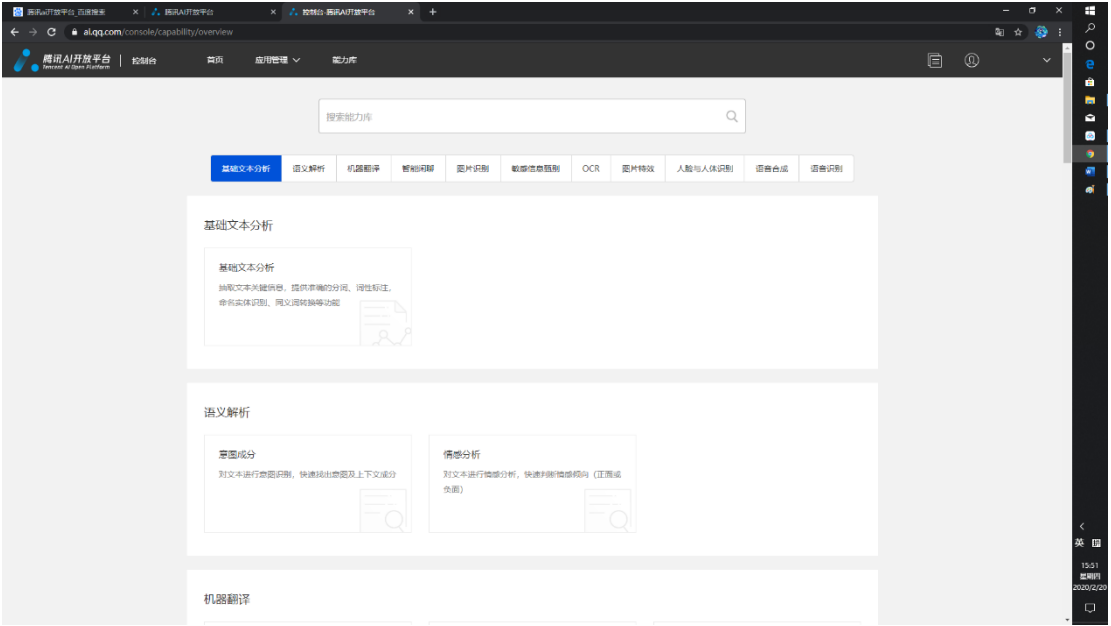 腾讯ai开放平台_百度搜索
腾讯AI开放平台
控制台-腾讯AI开放平台
ai.qq.com/console/capability/overview
腾讯AI开放平台
Tencent AI Open Platform
控制台
首页
应用管理
能力库
搜索能力库
基础文本分析
语义解析
机器翻译
智能闲聊
图片识别
敏感信息甄别
OCR
图片特效
人脸与人体识别
语音合成
语音识别
基础文本分析
基础文本分析
抽取文本关键信息，提供准确的分词、词性标注、
命名实体识别、同义词转换等功能
语义解析
意图成分
对文本进行意图识别，快速找出意图及上下文成分
情感分析
对文本进行情感分析，快速判断情感倾向（正面或
负面）
机器翻译
英
15:51
星期四
2020/2/20